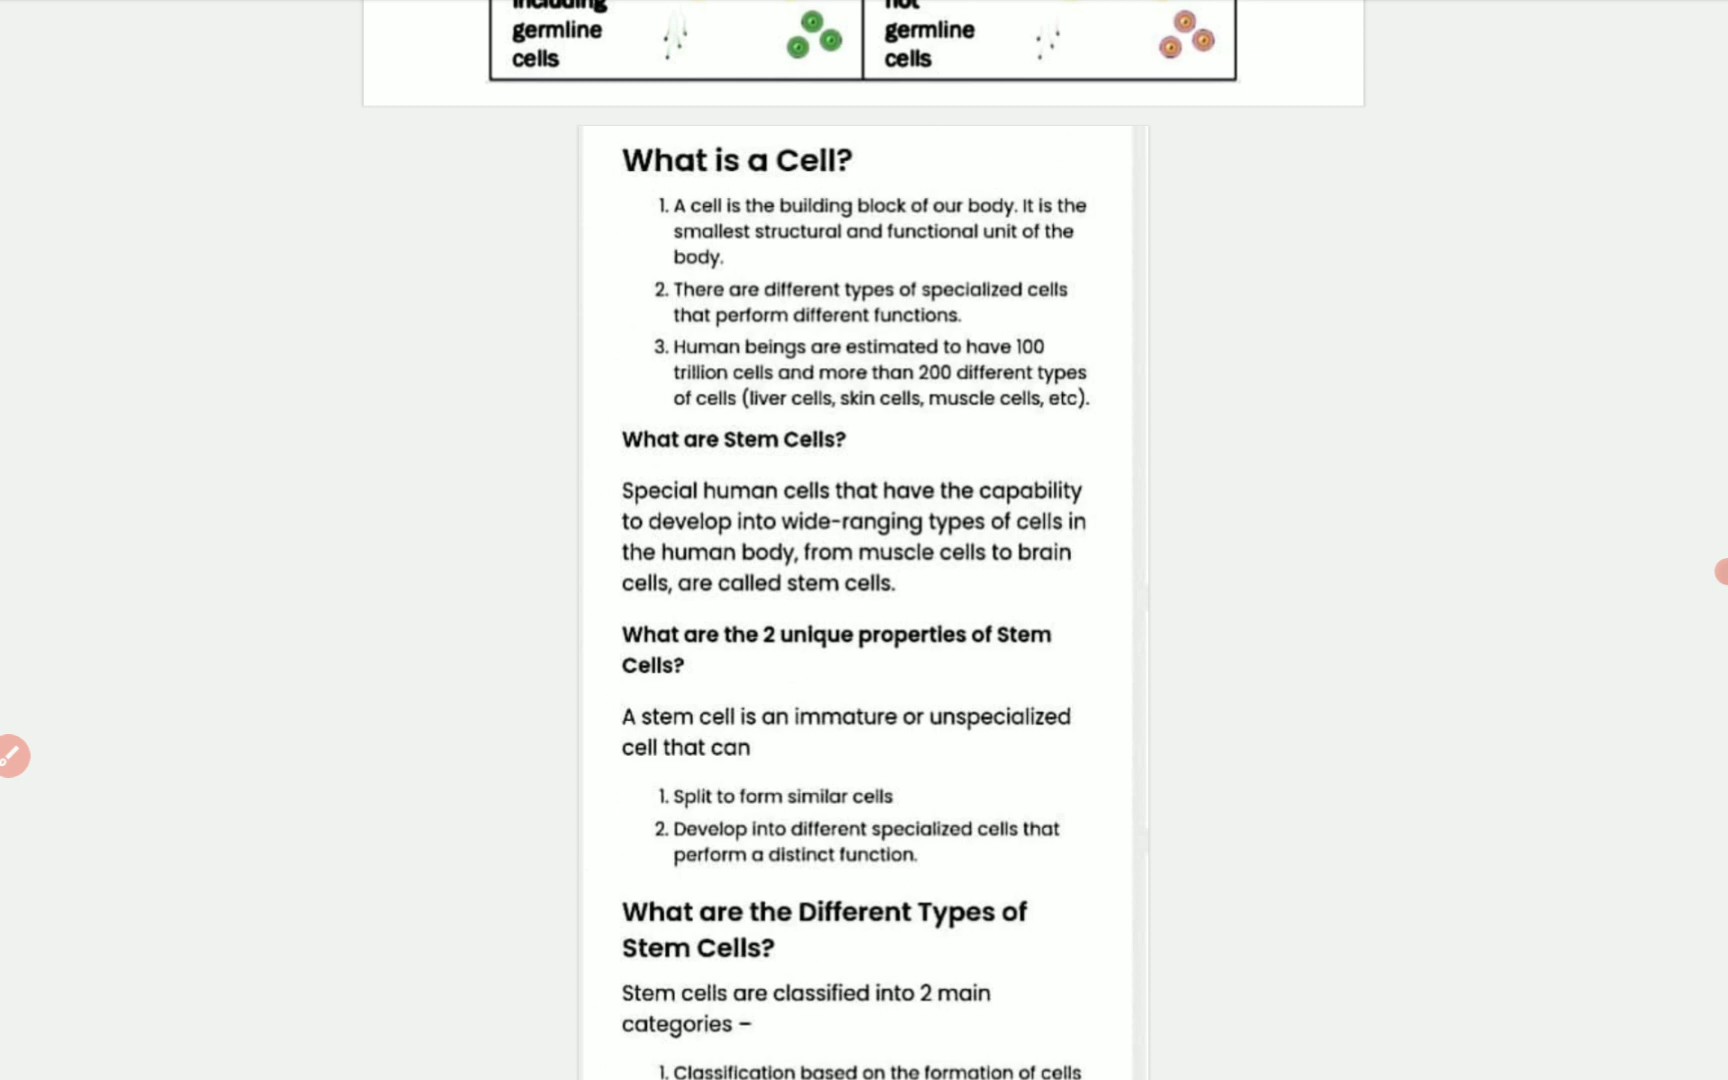 including
germline
cells
not
germline
cells
What is a Cell?
1. A cell is the building block of our body. It is the
smallest structural and functional unit of the
body.
2. There are different types of specialized cells
that perform different functions.
3. Human beings are estimated to have 100
trillion cells and more than 200 different types
of cells (liver cells, skin cells, muscle cells, etc).
What are Stem Cells?
Special human cells that have the capability
to develop into wide-ranging types of cells in
the human body, from muscle cells to brain
cells, are called stem cells.
What are the 2 unique properties of Stem
Cells?
A stem cell is an immature or unspecialized
cell that can
1. Split to form similar cells
2. Develop into different specialized cells that
perform a distinct function.
What are the Different Types of
Stem Cells?
Stem cells are classified into 2 main
categories –
1. Classification based on the formation of cells